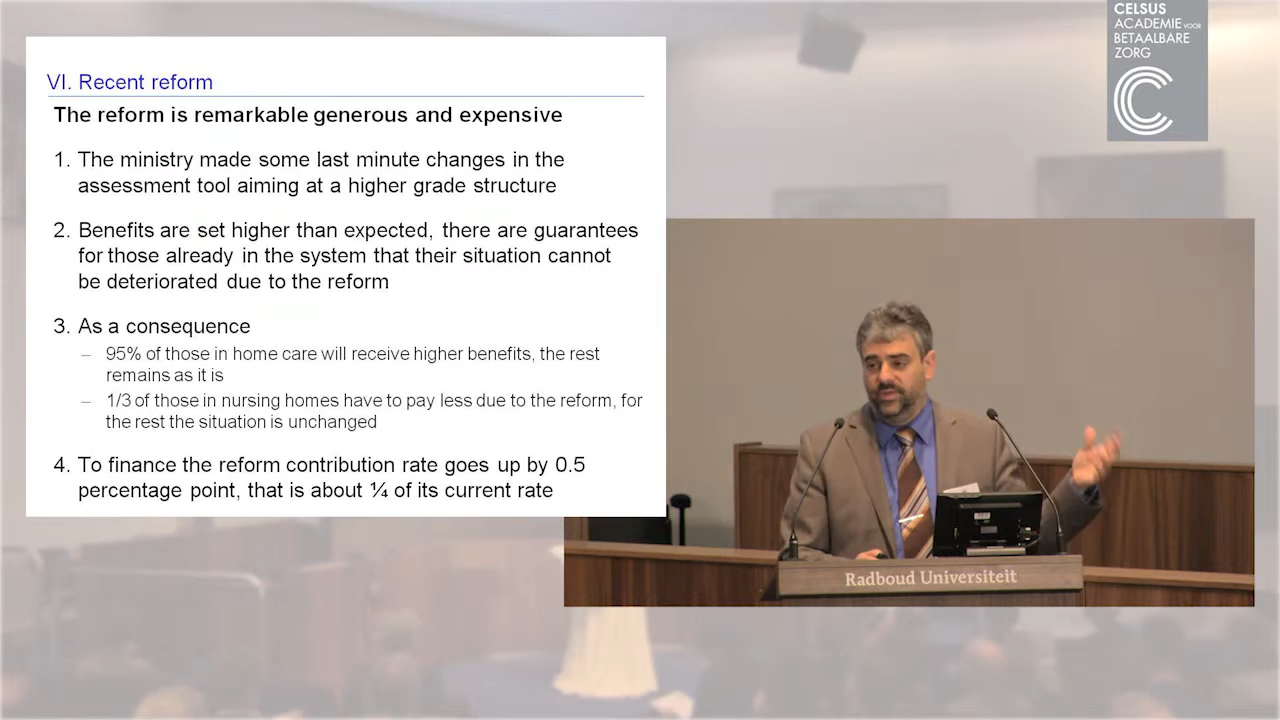 CELSUS
ACADEMIE VOOR
BETAALBARE
ZORG
VI. Recent reform
The reform is remarkable generous and expensive
1. The ministry made some last minute changes in the
assessment tool aiming at a higher grade structure
2. Benefits are set higher than expected, there are guarantees
for those already in the system that their situation cannot
be deteriorated due to the reform
3. As a consequence
– 95% of those in home care will receive higher benefits, the rest
remains as it is
– 1/3 of those in nursing homes have to pay less due to the reform, for
the rest the situation is unchanged
4. To finance the reform contribution rate goes up by 0.5
percentage point, that is about ¼ of its current rate
Radboud Universiteit